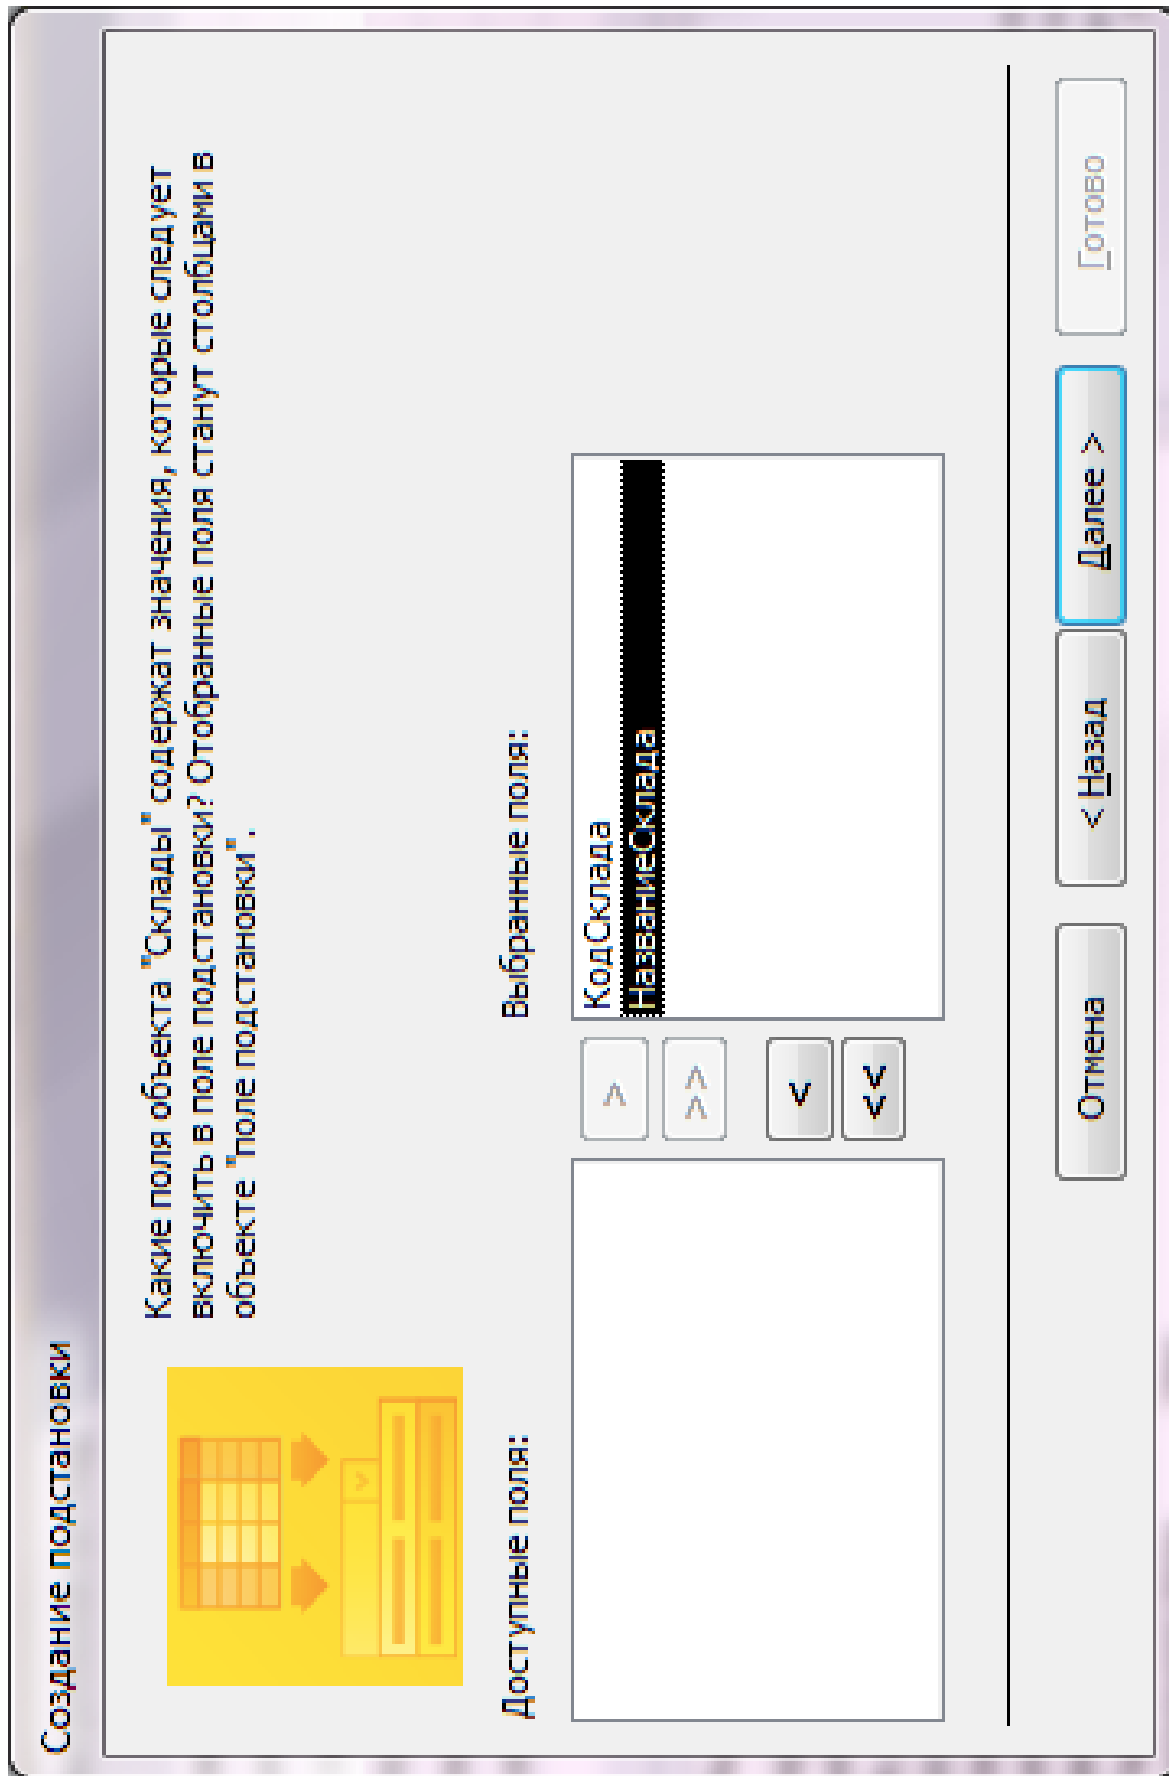 Создание подстановки
Какие поля объекта "Склады" содержат значения, которые следует
включить в поле подстановки? Отобранные поля станут столбцами в
объекте "поле подстановки".
Доступные поля:
Выбранные поля:
КодСклада
НазваниеСклада
>
>>
<
<<
Отмена
< Назад
Далее >
Готово